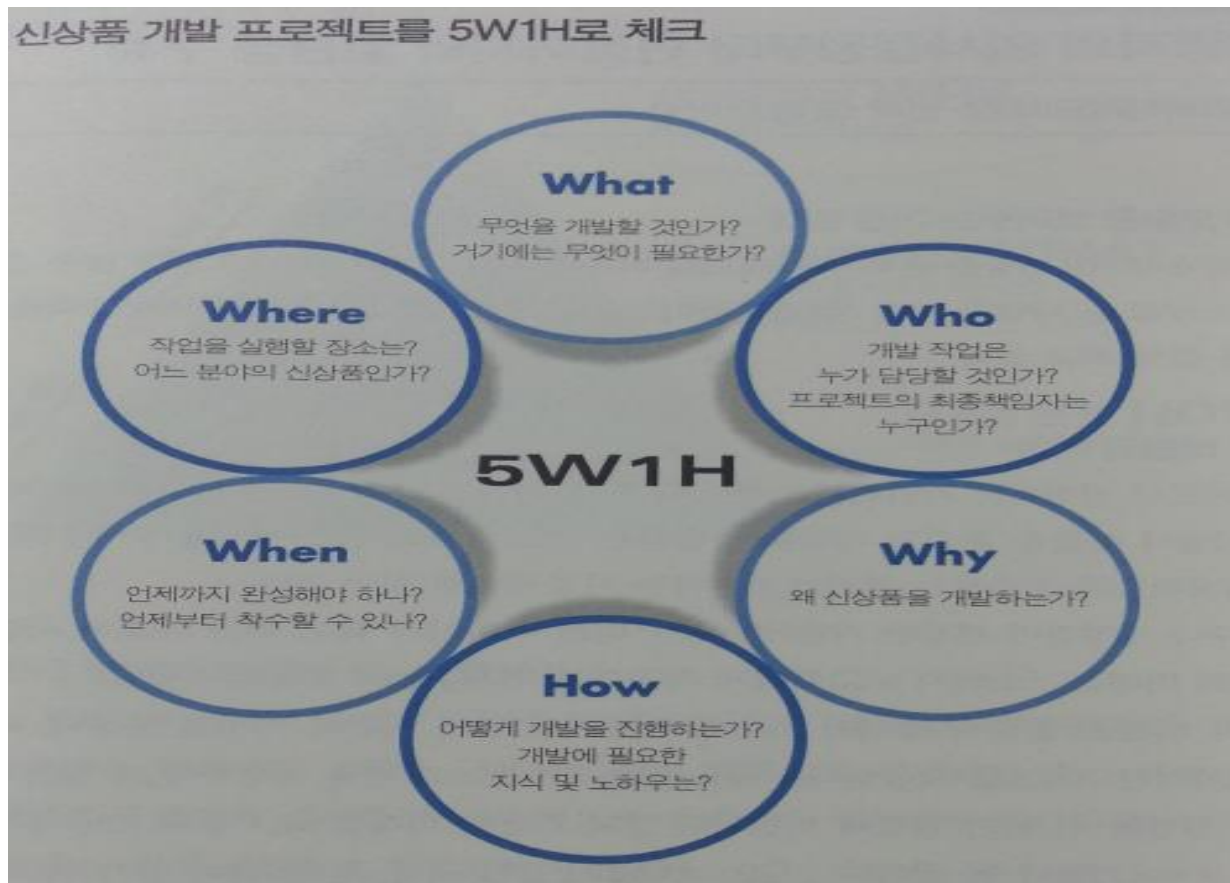 신상품 개발 프로젝트를 5W1H로 체크
What
무엇을 개발할 것인가?
거기에는 무엇이 필요한가?
Who
개발 작업은
누가 담당할 것인가?
프로젝트의 최종책임자는
누구인가?
Why
왜 신상품을 개발하는가?
How
어떻게 개발을 진행하는가?
개발에 필요한
지식 및 노하우는?
When
언제까지 완성해야 하나?
언제부터 착수할 수 있나?
Where
작업을 실행할 장소는?
어느 분야의 신상품인가?
5W1H